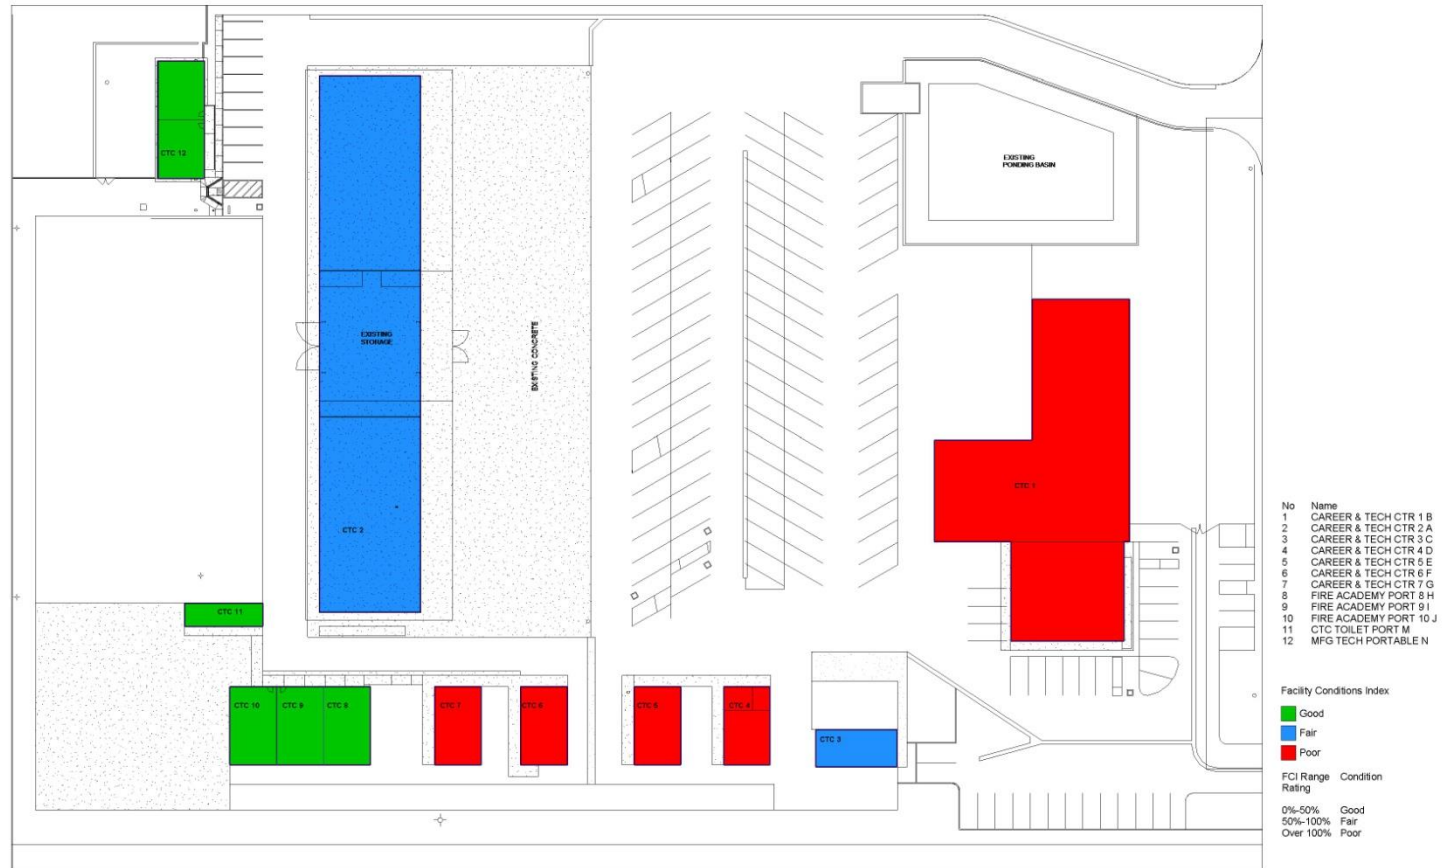 CTC 12
EXISTING
PONDING BASIN
EXISTING
STORAGE
EXISTING CONCRETE
CTC 1
CTC 2
CTC 11
CTC 10
CTC 9
CTC 8
CTC 7
CTC 6
CTC 5
CTC 4
CTC 3
No Name
1 CAREER & TECH CTR 1 B
2 CAREER & TECH CTR 2 A
3 CAREER & TECH CTR 3 C
4 CAREER & TECH CTR 4 D
5 CAREER & TECH CTR 5 E
6 CAREER & TECH CTR 6 F
7 CAREER & TECH CTR 7 G
8 FIRE ACADEMY PORT 8 H
9 FIRE ACADEMY PORT 9 I
10 FIRE ACADEMY PORT 10 J
11 CTC TOILET PORT M
12 MFG TECH PORTABLE N
Facility Conditions Index
Good
Fair
Poor
FCI Range Condition
Rating
0%-50% Good
50%-100% Fair
Over 100% Poor